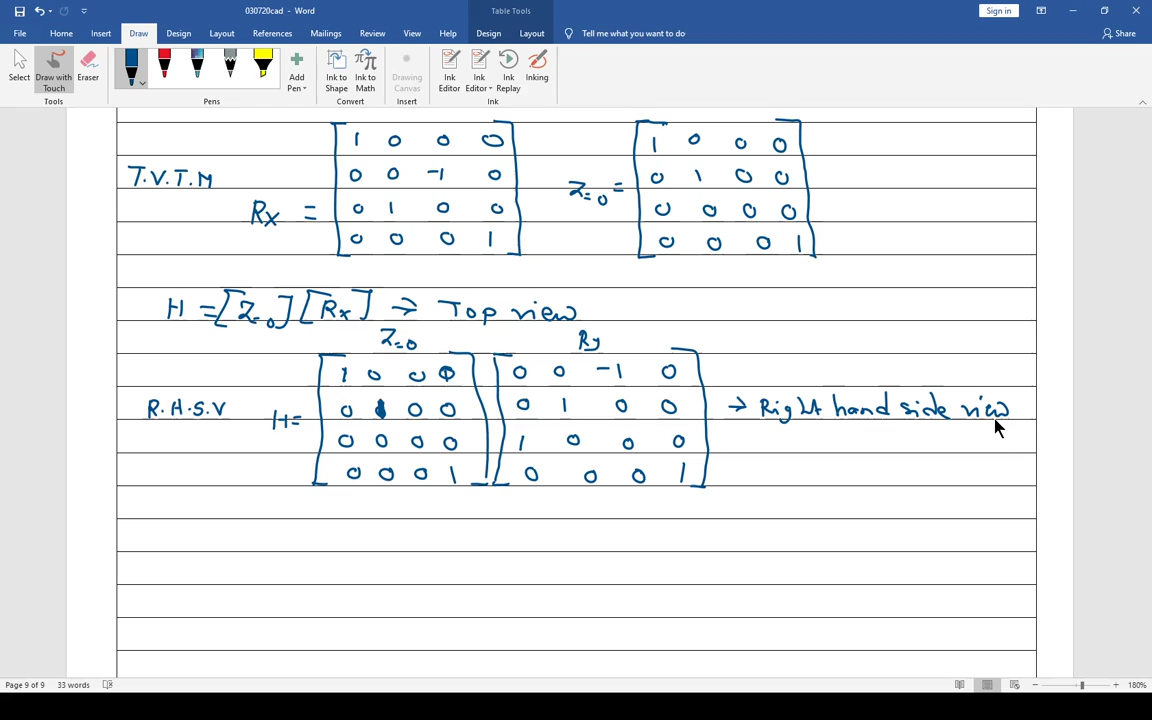 030720cad - Word
Table Tools
Sign in
File Home Insert Draw Design Layout References Mailings Review View Help Design Layout Tell me what you want to do Share
Select Draw with Touch Eraser Add Pen Ink to Shape Ink to Math Drawing Canvas Ink Editor Ink Editor Ink Replay Inking
Tools Pens Convert Insert Ink
T.V.T.M
Rx =
1 0 0 0
0 0 -1 0
0 1 0 0
0 0 0 1
Z=0 =
1 0 0 0
0 1 0 0
0 0 0 0
0 0 0 1
H = [Z=0] [Rx] → Top view
Z=0 Ry
R.H.S.V H=
1 0 0 0
0 1 0 0
0 0 0 0
0 0 0 1
0 0 -1 0
0 1 0 0
1 0 0 0
0 0 0 1
→ Right hand side view
Page 9 of 9 33 words 180%